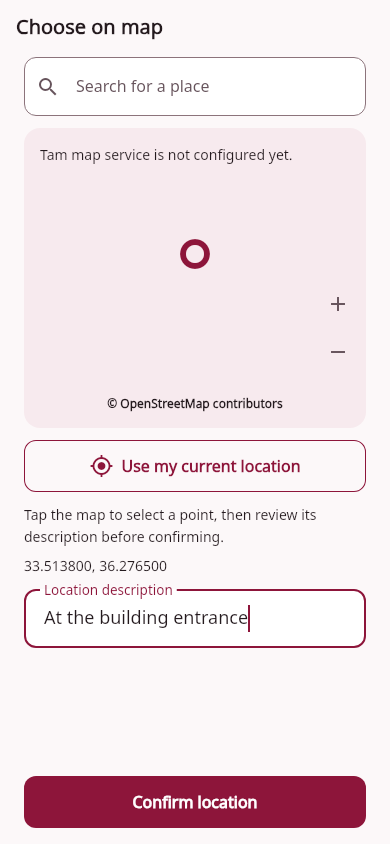 Choose on map
Search for a place
Tam map service is not configured yet.
© OpenStreetMap contributors
Use my current location
Tap the map to select a point, then review its
description before confirming.
33.513800, 36.276500
Location description
At the building entrance
Confirm location